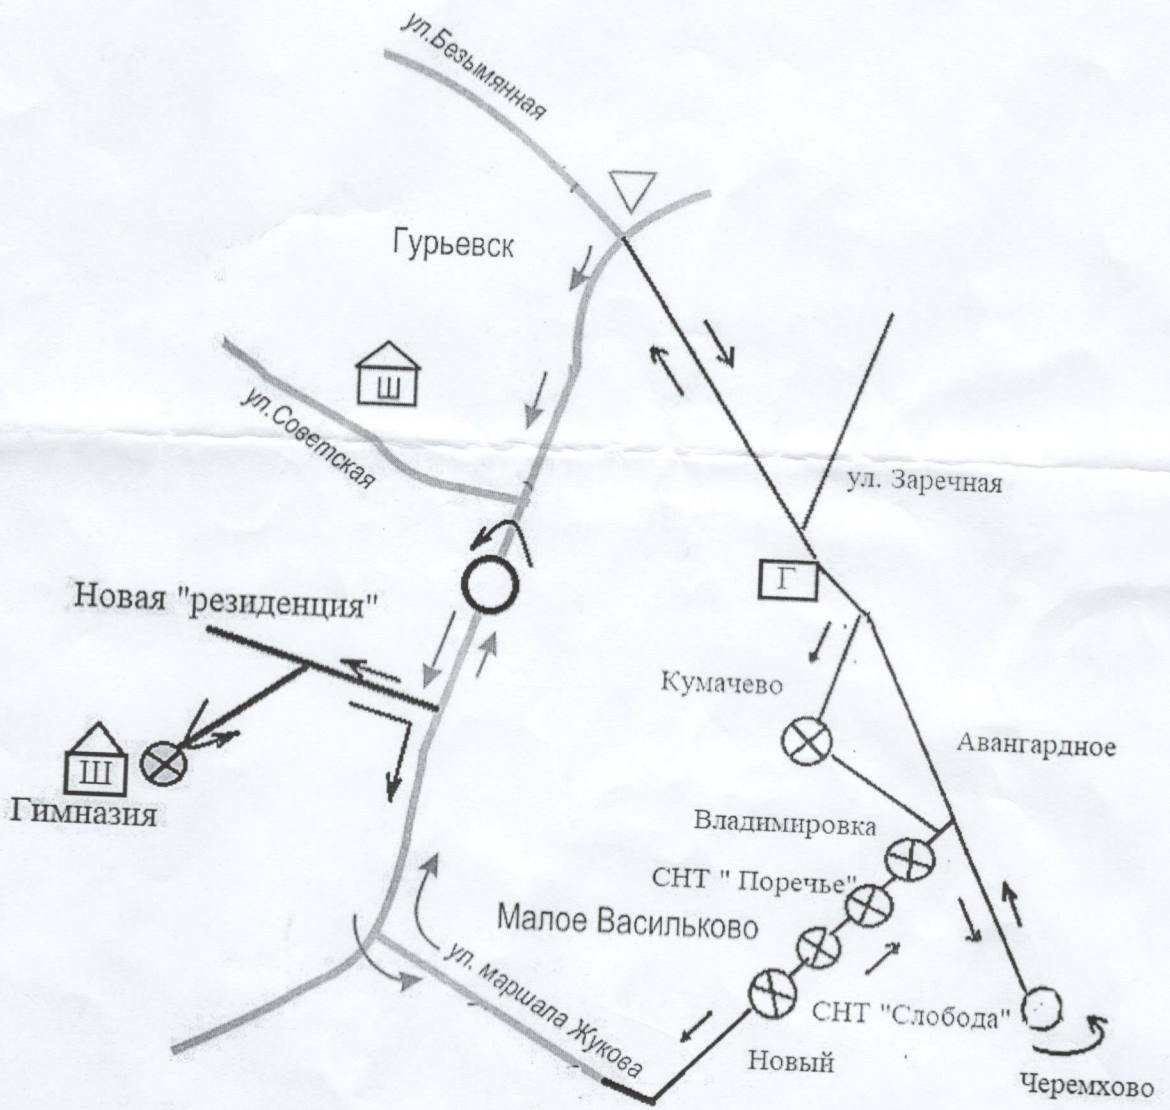 ул.Безымянная
Гурьевск
Ш
ул.Советская
ул. Заречная
Г
Новая "резиденция"
Кумачево
Авангардное
Ш
Гимназия
Владимировка
СНТ " Поречье"
Малое Васильково
ул. маршала Жукова
СНТ "Слобода"
Новый
Черемхово